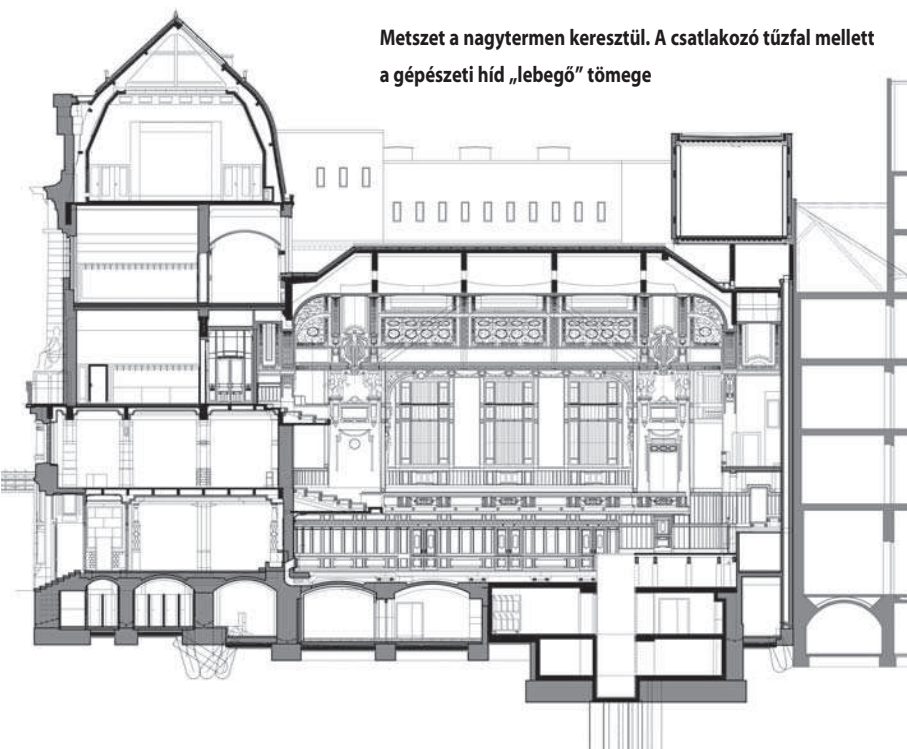 Metszet a nagytermen keresztül. A csatlakozó tűzfal mellett
a gépészeti híd „lebegő” tömege